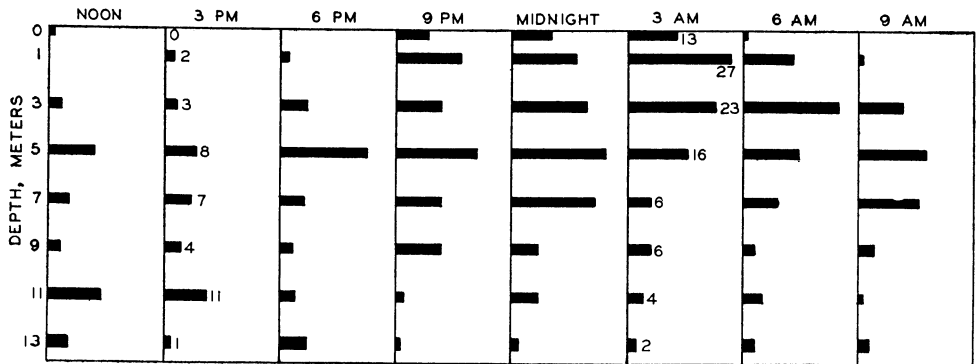 NOON 3 PM 6 PM 9 PM MIDNIGHT 3 AM 6 AM 9 AM
DEPTH, METERS
0 0 13
1 2 27
3 3 23
5 8 16
7 7 6
9 4 6
11 11 4
13 1 2